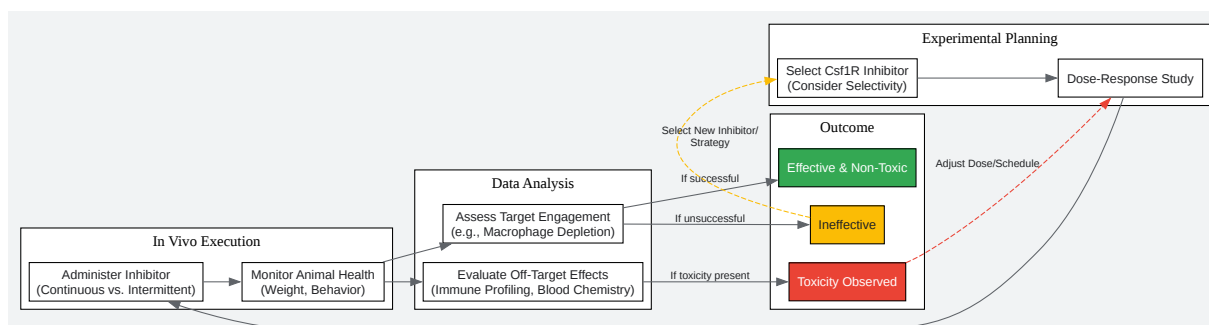 Experimental Planning
Select Csf1R Inhibitor
(Consider Selectivity)
Dose-Response Study
Select New Inhibitor/
Strategy
Outcome
Effective & Non-Toxic
Adjust Dose/Schedule
Data Analysis
If successful
Assess Target Engagement
(e.g., Macrophage Depletion)
If unsuccessful
Ineffective
In Vivo Execution
Administer Inhibitor
(Continuous vs. Intermittent)
Monitor Animal Health
(Weight, Behavior)
Evaluate Off-Target Effects
(Immune Profiling, Blood Chemistry)
If toxicity present
Toxicity Observed